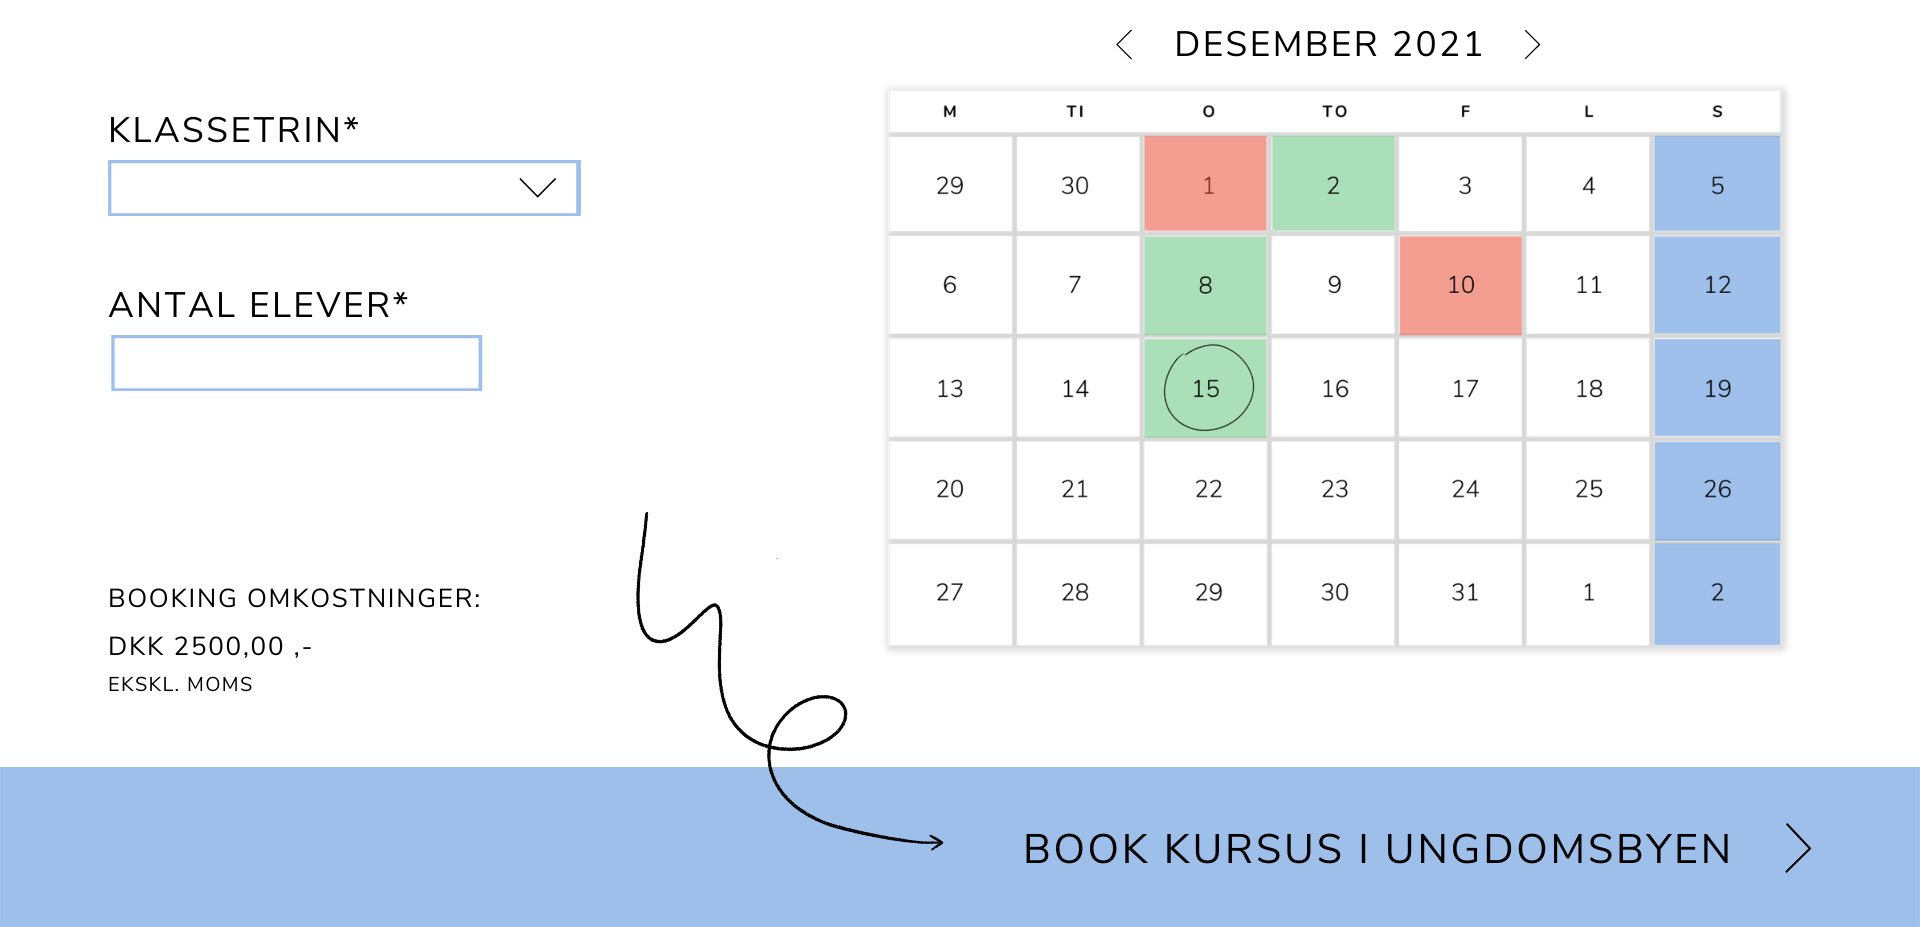 KLASSETRIN*
ANTAL ELEVER*
BOOKING OMKOSTNINGER:
DKK 2500,00 ,-
EKSKL. MOMS
DESEMBER 2021
M TI O TO F L S
29 30 1 2 3 4 5
6 7 8 9 10 11 12
13 14 15 16 17 18 19
20 21 22 23 24 25 26
27 28 29 30 31 1 2
BOOK KURSUS I UNGDOMSBYEN